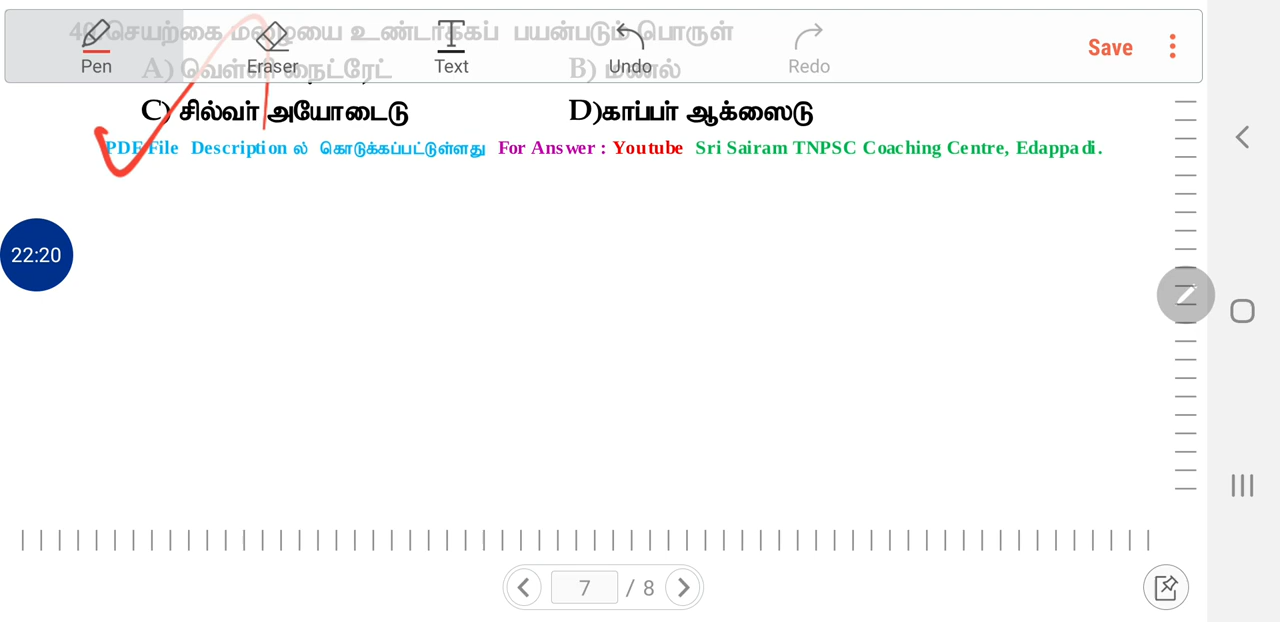 40 செயற்கை மழையை உண்டாக்கப் பயன்படும் பொருள்
Pen Eraser Text Undo Redo Save
A) வெள்ளி நைட்ரேட் B) மணல்
C) சில்வர் அயோடைடு D)காப்பர் ஆக்ஸைடு
PDF File Description ல் கொடுக்கப்பட்டுள்ளது For Answer : Youtube Sri Sairam TNPSC Coaching Centre, Edappadi.
22:20
7 / 8